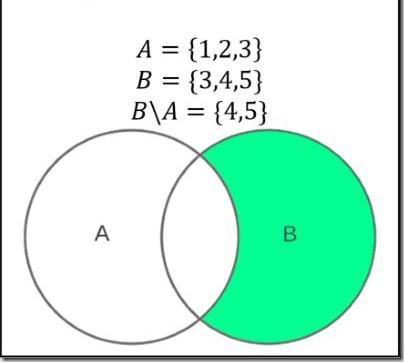 A = {1,2,3}
B = {3,4,5}
B\A = {4,5}
A
B